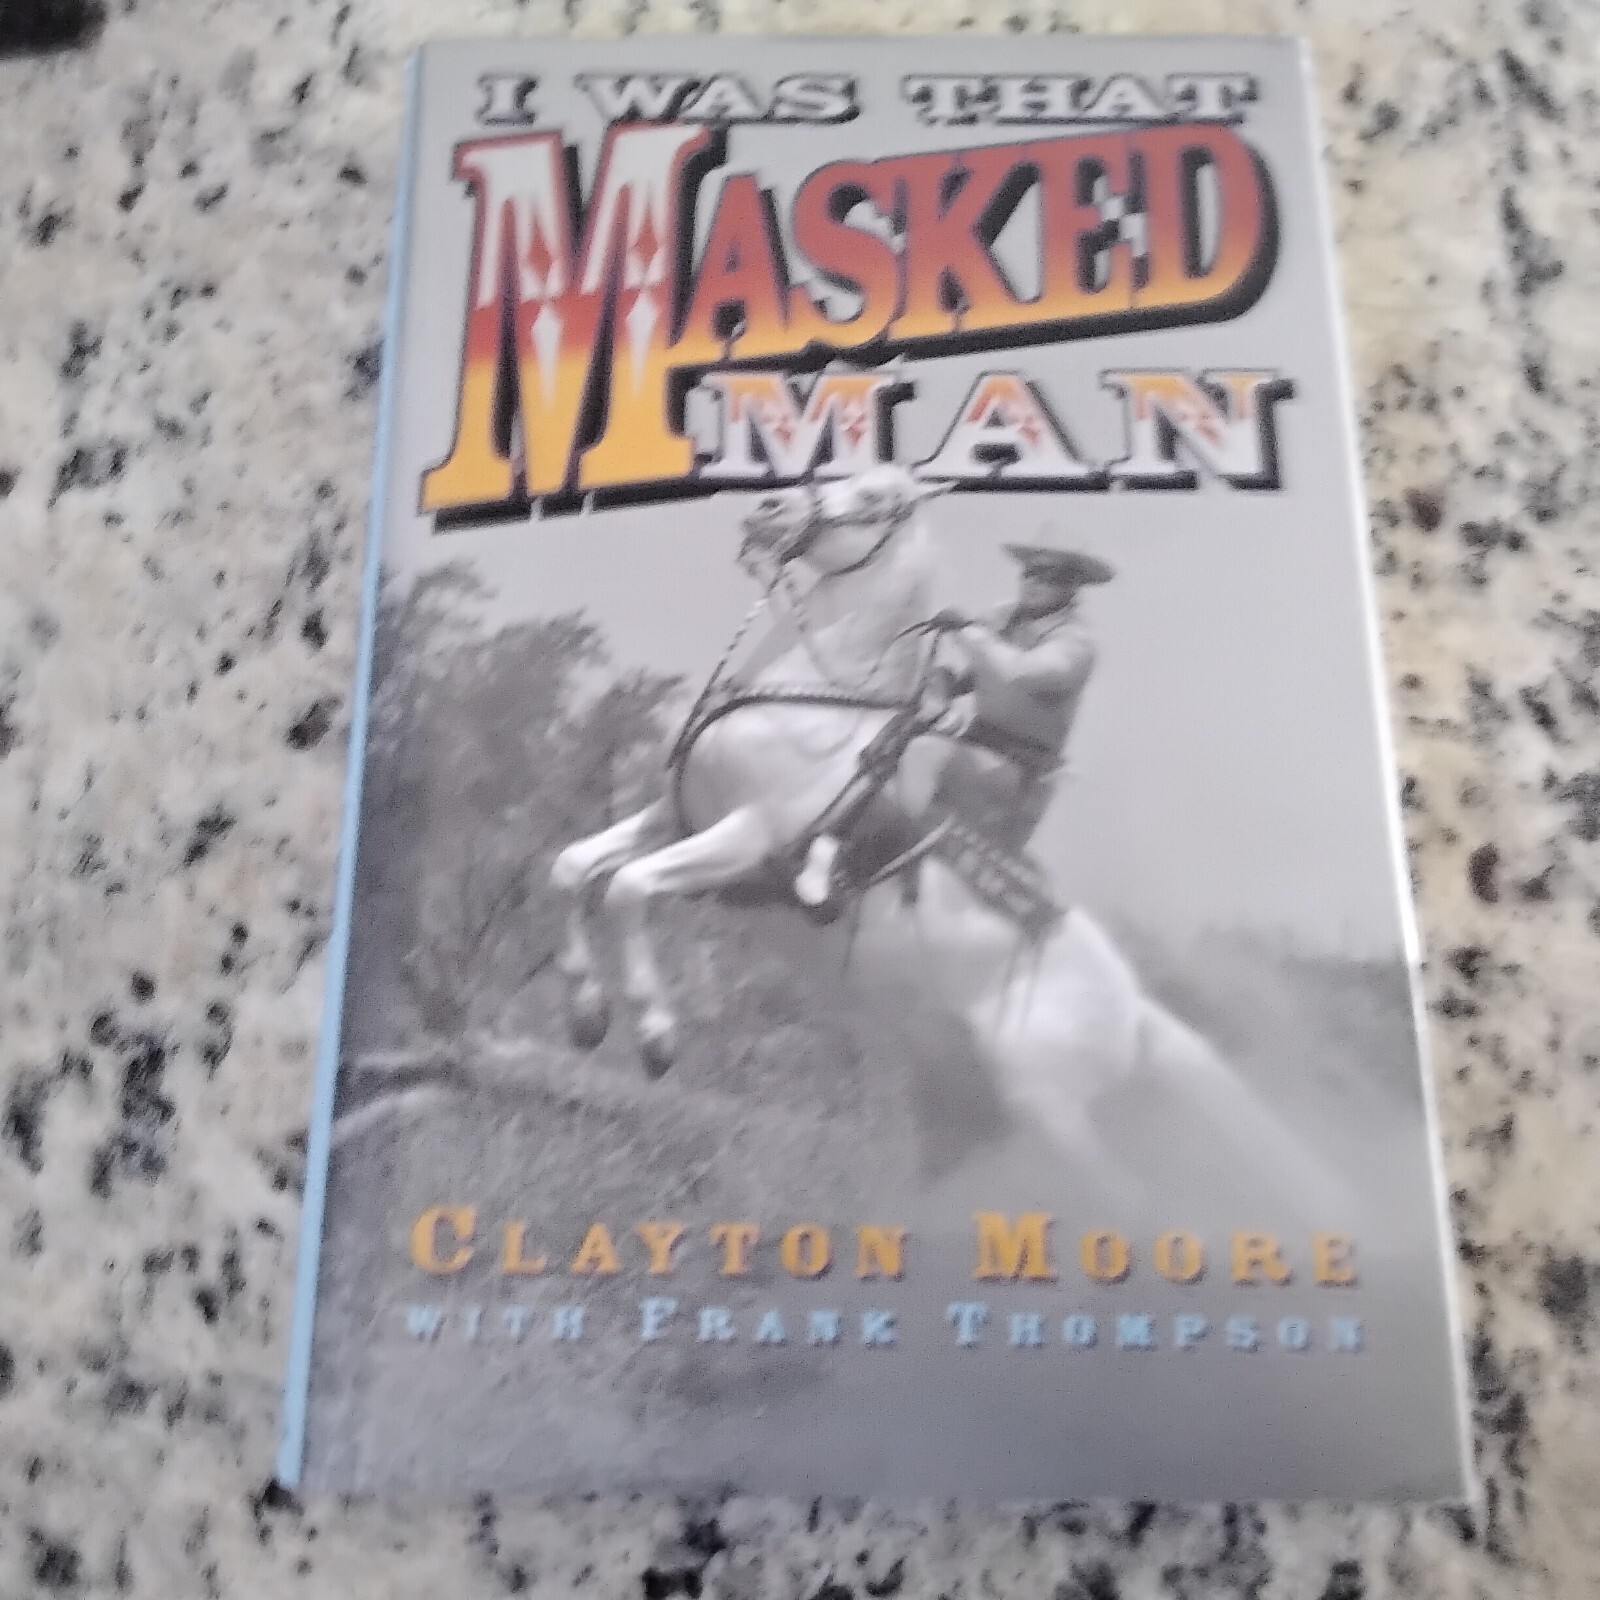 I WAS THAT
MASKED
MAN
CLAYTON MOORE
WITH FRANK THOMPSON